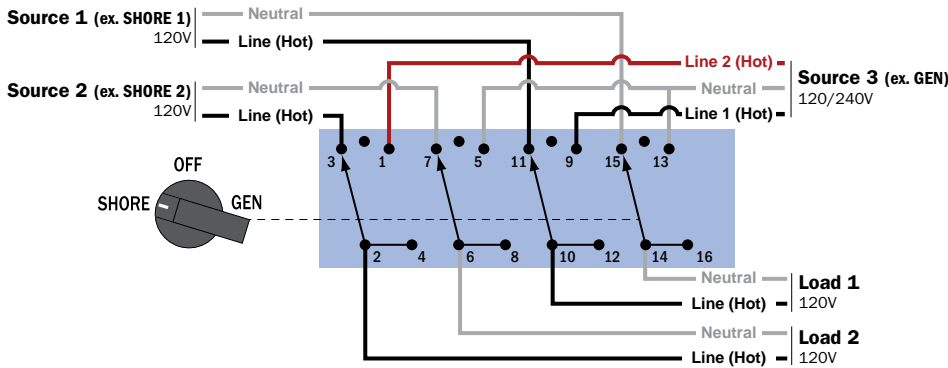 Source 1 (ex. SHORE 1)
120V
Neutral
Line (Hot)
Source 2 (ex. SHORE 2)
120V
Neutral
Line (Hot)
Line 2 (Hot)
Neutral
Line 1 (Hot)
Source 3 (ex. GEN)
120/240V
3 1 7 5 11 9 15 13
OFF
SHORE GEN
2 4 6 8 10 12 14 16
Neutral
Line (Hot)
Load 1
120V
Neutral
Line (Hot)
Load 2
120V